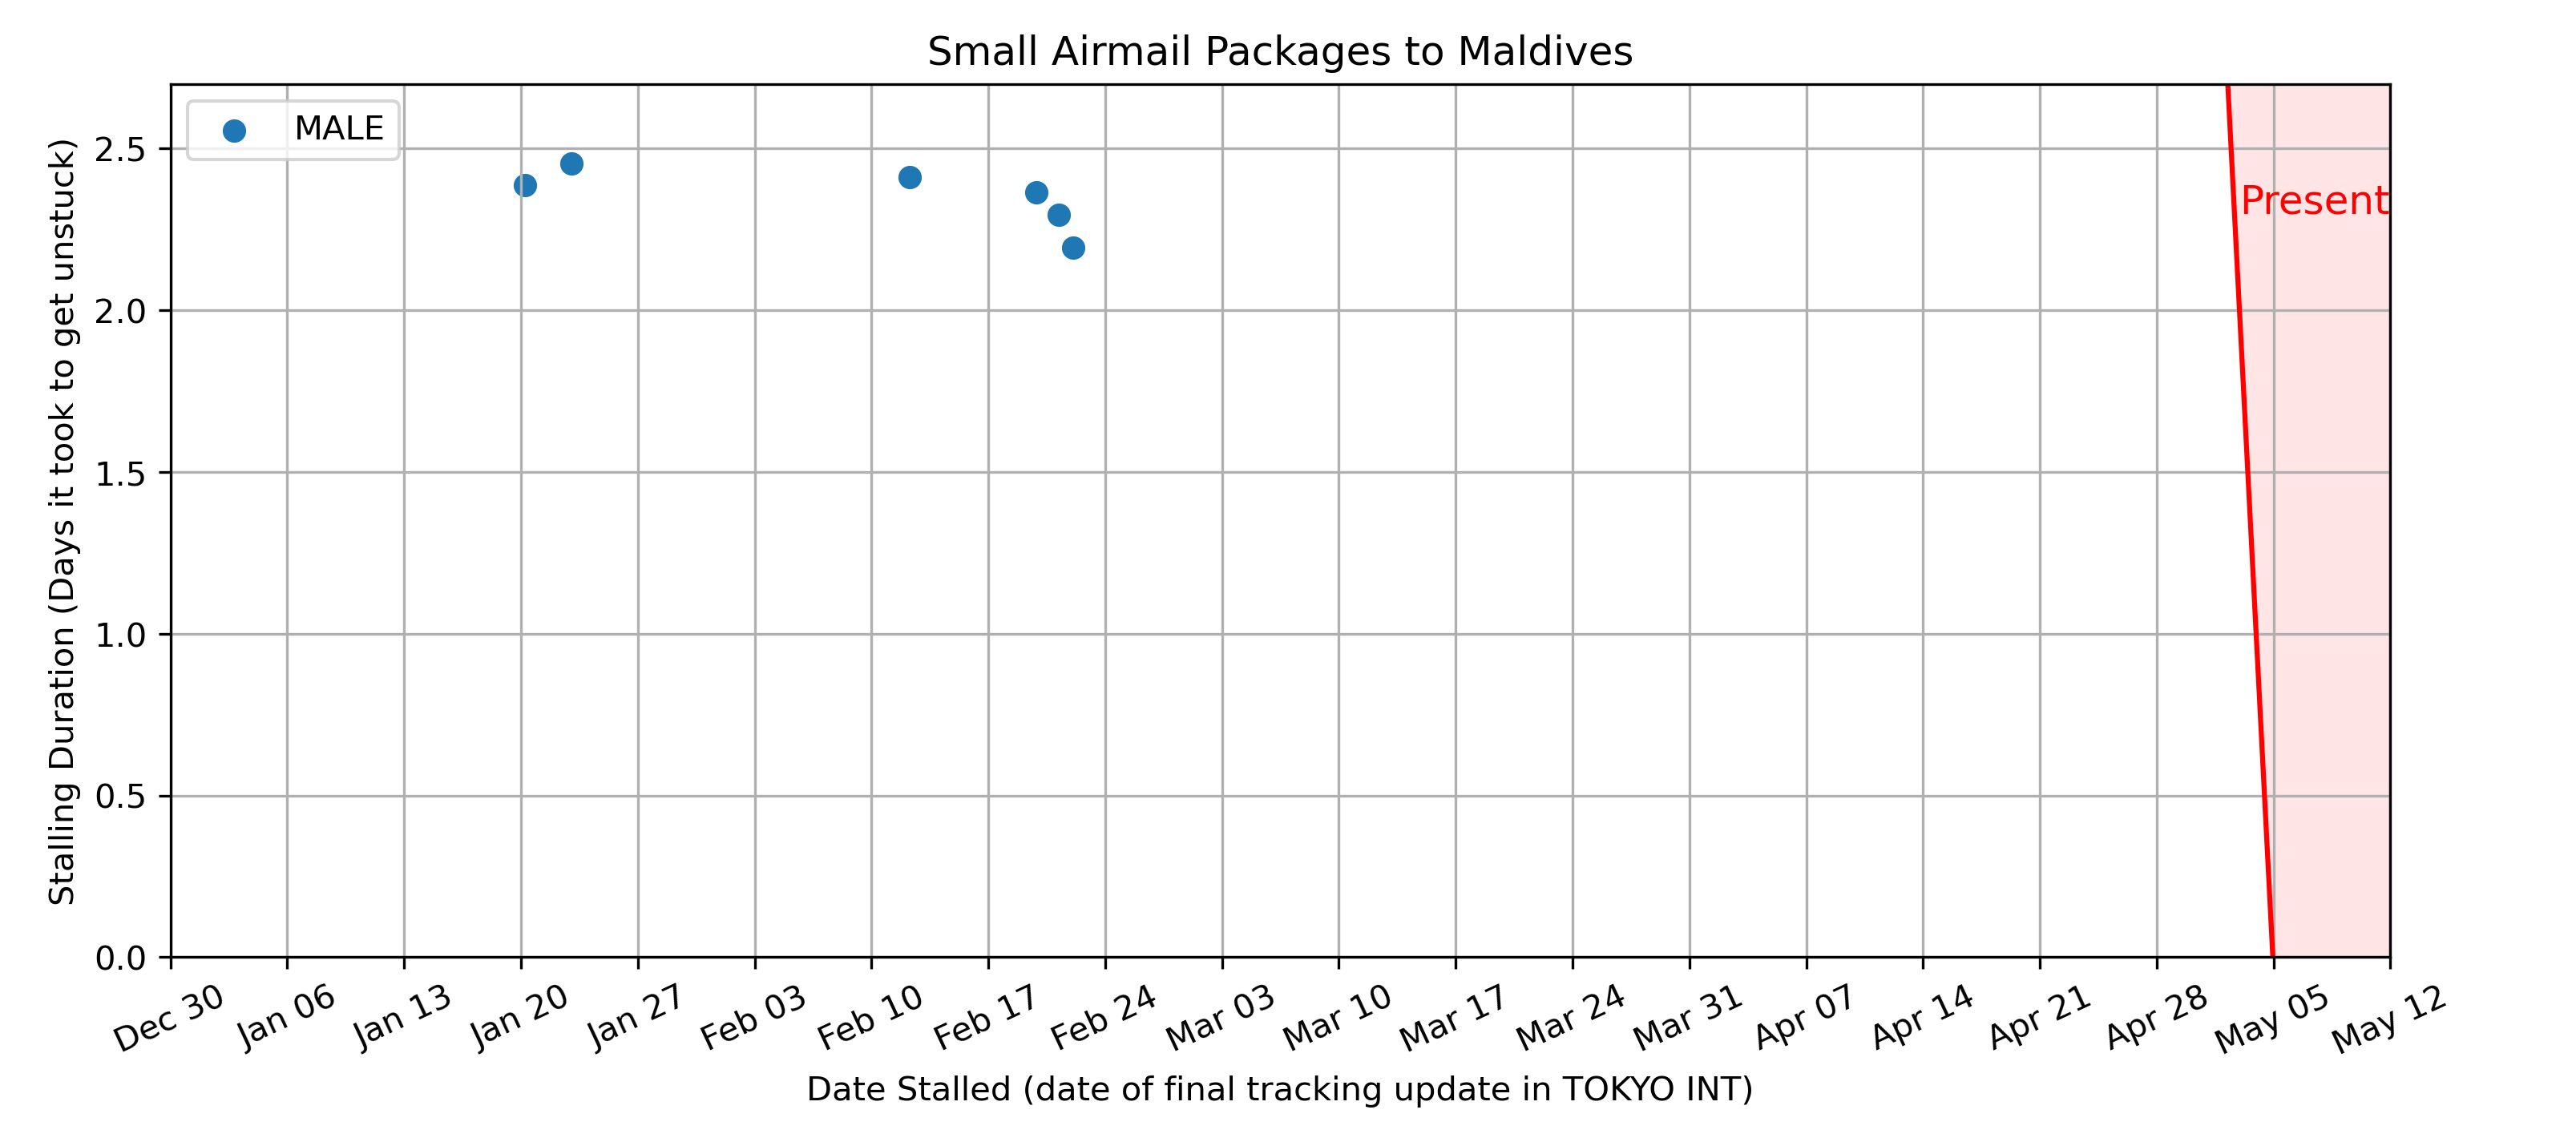 Small Airmail Packages to Maldives
MALE
Present
Stalling Duration (Days it took to get unstuck)
2.5
2.0
1.5
1.0
0.5
0.0
Dec 30 Jan 06 Jan 13 Jan 20 Jan 27 Feb 03 Feb 10 Feb 17 Feb 24 Mar 03 Mar 10 Mar 17 Mar 24 Mar 31 Apr 07 Apr 14 Apr 21 Apr 28 May 05 May 12
Date Stalled (date of final tracking update in TOKYO INT)